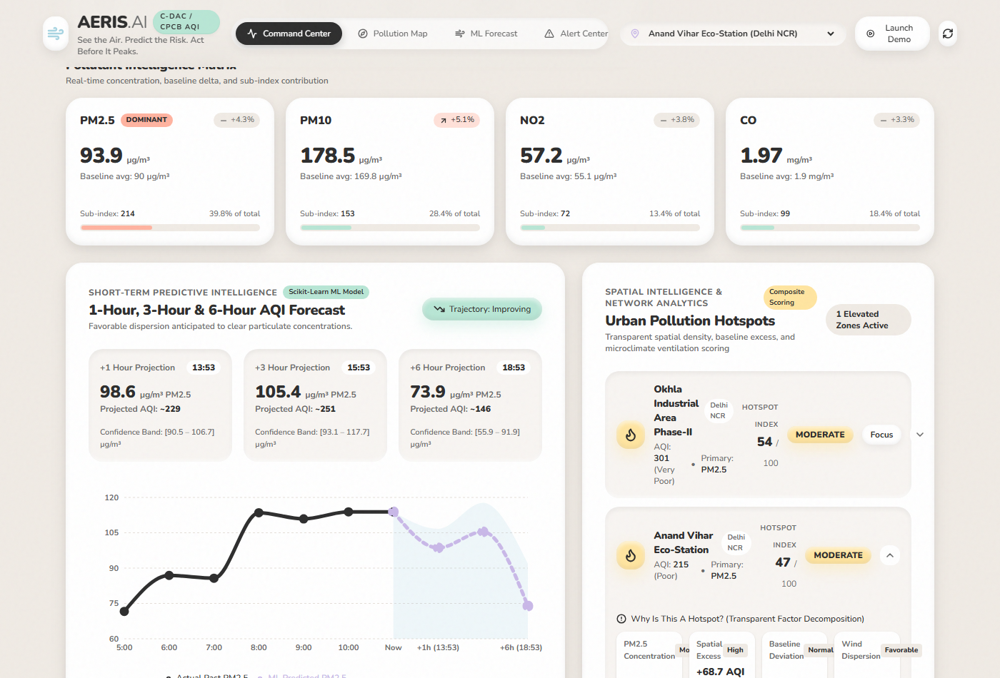 AERIS.AI
C-DAC / CPCB AQI
See the Air. Predict the Risk. Act
Before It Peaks.
Command Center
Pollution Map
ML Forecast
Alert Center
Anand Vihar Eco-Station (Delhi NCR)
Launch
Demo
Pollutant Intelligence Matrix
Real-time concentration, baseline delta, and sub-index contribution
PM2.5 DOMINANT +4.3%
93.9 µg/m³
Baseline avg: 90 µg/m³
Sub-index: 214 39.8% of total
PM10 +5.1%
178.5 µg/m³
Baseline avg: 169.8 µg/m³
Sub-index: 153 28.4% of total
NO2 +3.8%
57.2 µg/m³
Baseline avg: 55.1 µg/m³
Sub-index: 72 13.4% of total
CO +3.3%
1.97 mg/m³
Baseline avg: 1.9 mg/m³
Sub-index: 99 18.4% of total
SHORT-TERM PREDICTIVE INTELLIGENCE Scikit-Learn ML Model
1-Hour, 3-Hour & 6-Hour AQI Forecast
Favorable dispersion anticipated to clear particulate concentrations.
Trajectory: Improving
+1 Hour Projection 13:53
98.6 µg/m³ PM2.5
Projected AQI: ~229
Confidence Band: [90.5 – 106.7]
µg/m³
+3 Hour Projection 15:53
105.4 µg/m³ PM2.5
Projected AQI: ~251
Confidence Band: [93.1 – 117.7]
µg/m³
+6 Hour Projection 18:53
73.9 µg/m³ PM2.5
Projected AQI: ~146
Confidence Band: [55.9 – 91.9]
µg/m³
120
105
90
75
60
5:00 6:00 7:00 8:00 9:00 10:00 Now +1h (13:53) +6h (18:53)
Actual Past PM2.5 ML Predicted PM2.5
SPATIAL INTELLIGENCE &
NETWORK ANALYTICS
Composite
Scoring
Urban Pollution Hotspots
Transparent spatial density, baseline excess, and
microclimate ventilation scoring
1 Elevated
Zones Active
Okhla
Industrial
Area
Phase-II
Delhi
NCR
AQI:
301
(Very
Poor)
• Primary:
PM2.5
HOTSPOT
INDEX
54 /
100
MODERATE
Focus
Anand Vihar
Eco-Station
Delhi
NCR
AQI: 215
(Poor)
• Primary:
PM2.5
HOTSPOT
INDEX
47 /
100
MODERATE
Why Is This A Hotspot? (Transparent Factor Decomposition)
PM2.5
Concentration
Mo
Spatial
Excess
High
+68.7 AQI
Baseline
Deviation
Normal
Wind
Dispersion
Favorable